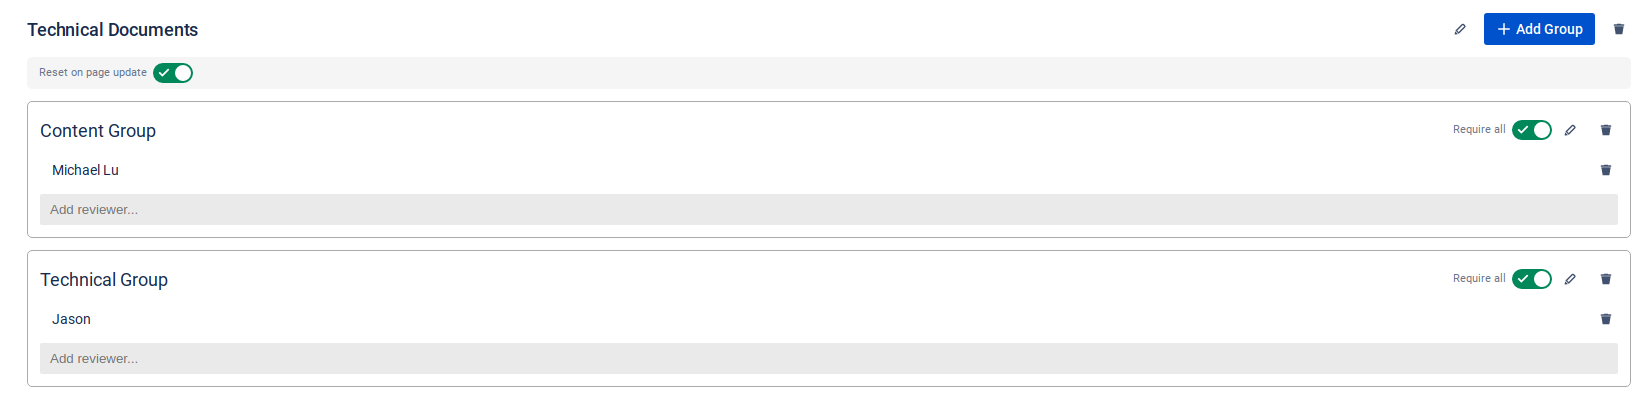 Technical Documents
Add Group
Reset on page update
Content Group
Require all
Michael Lu
Add reviewer...
Technical Group
Require all
Jason
Add reviewer...